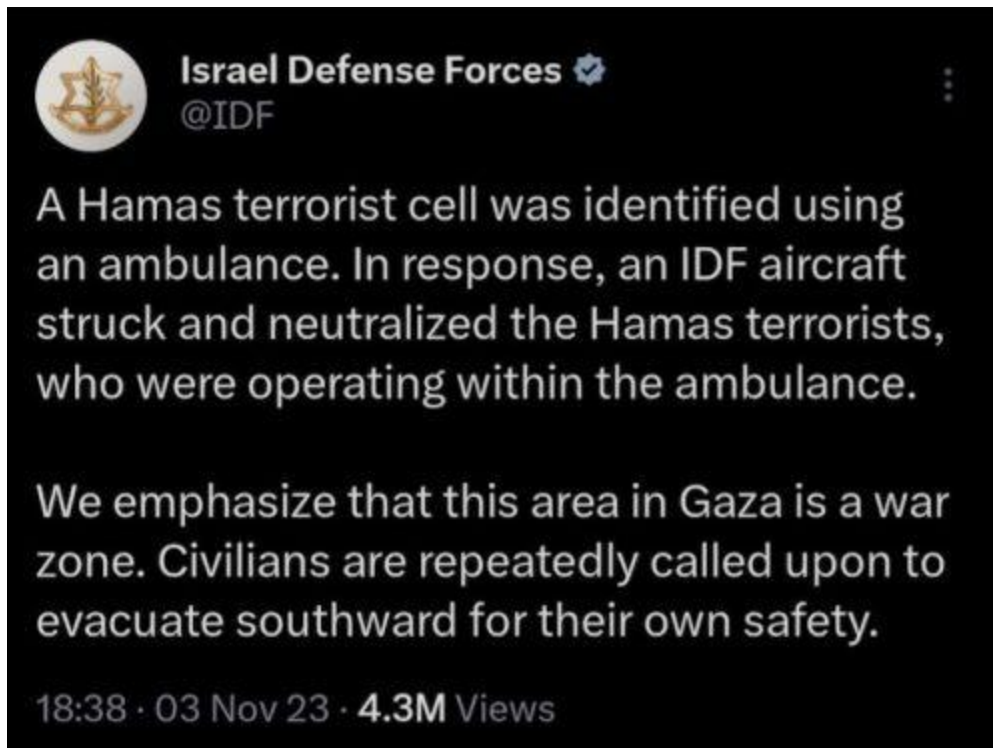 Israel Defense Forces
@IDF
A Hamas terrorist cell was identified using
an ambulance. In response, an IDF aircraft
struck and neutralized the Hamas terrorists,
who were operating within the ambulance.
We emphasize that this area in Gaza is a war
zone. Civilians are repeatedly called upon to
evacuate southward for their own safety.
18:38 · 03 Nov 23 · 4.3M Views